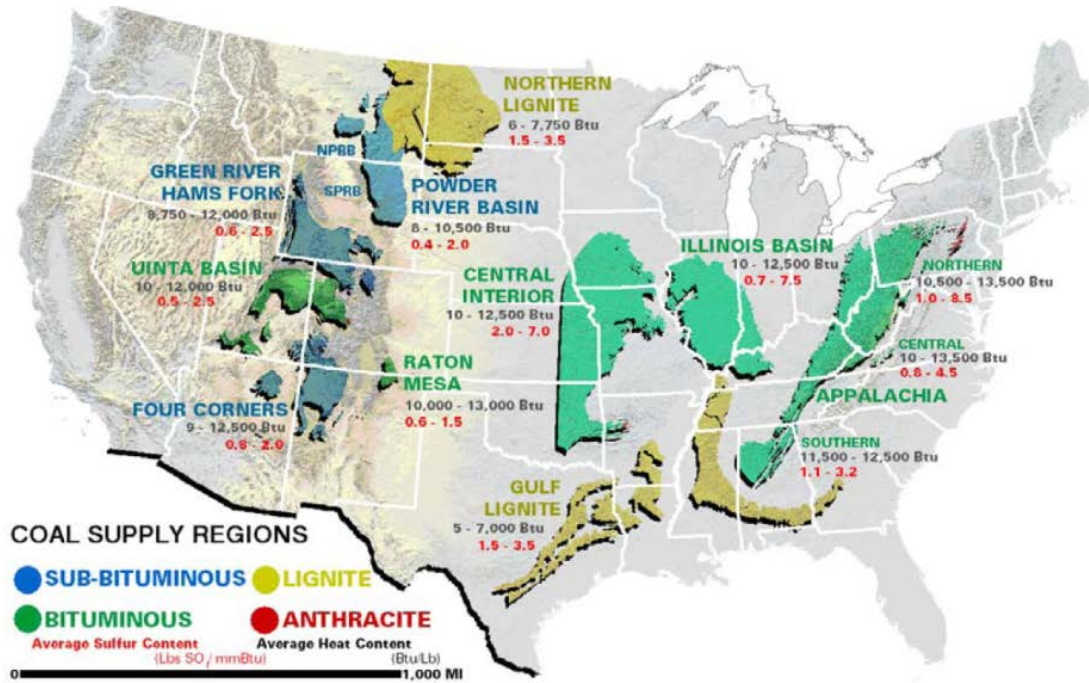 NORTHERN
LIGNITE
6 - 7,750 Btu
1.5 - 3.5
NPRB
SPRB
GREEN RIVER
HAMS FORK
8,750 - 12,000 Btu
0.6 - 2.5
POWDER
RIVER BASIN
8 - 10,500 Btu
0.4 - 2.0
UINTA BASIN
10 - 12,000 Btu
0.5 - 2.5
CENTRAL
INTERIOR
10 - 12,500 Btu
2.0 - 7.0
ILLINOIS BASIN
10 - 12,500 Btu
0.7 - 7.5
NORTHERN
10,500 - 13,500 Btu
1.0 - 8.5
CENTRAL
10 - 13,500 Btu
0.8 - 4.5
APPALACHIA
RATON
MESA
10,000 - 13,000 Btu
0.6 - 1.5
FOUR CORNERS
9 - 12,500 Btu
0.8 - 2.0
SOUTHERN
11,500 - 12,500 Btu
1.1 - 3.2
GULF
LIGNITE
5 - 7,000 Btu
1.5 - 3.5
COAL SUPPLY REGIONS
SUB-BITUMINOUS
LIGNITE
BITUMINOUS
ANTHRACITE
Average Sulfur Content
Average Heat Content
(Lbs SO / mmBtu)
(Btu/Lb)
0
1,000 MI